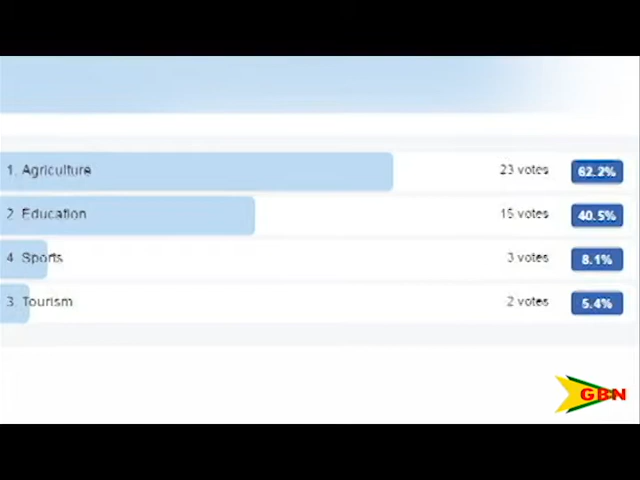 1. Agriculture 23 votes 62.2%
2 Education 15 votes 40.5%
4 Sports 3 votes 8.1%
3. Tourism 2 votes 5.4%
GBN